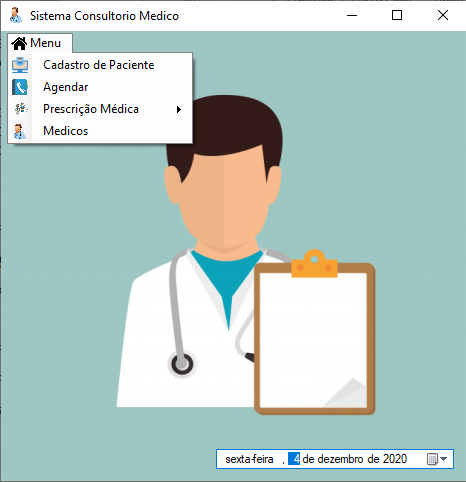 Sistema Consultorio Medico
Menu
Cadastro de Paciente
Agendar
Prescrição Médica
Medicos
sexta-feira , 4 de dezembro de 2020